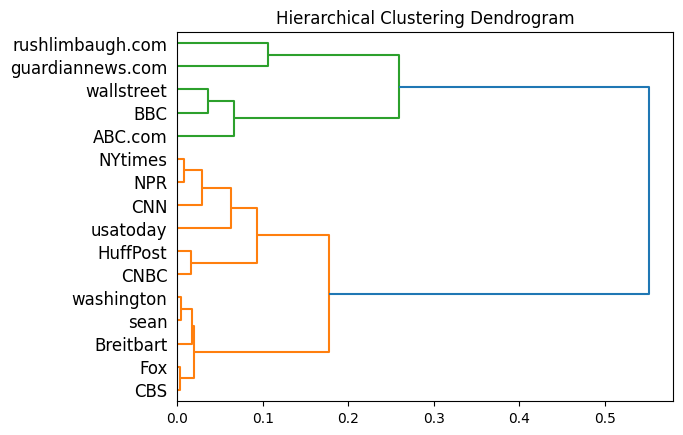 Hierarchical Clustering Dendrogram
rushlimbaugh.com
guardiannews.com
wallstreet
BBC
ABC.com
NYtimes
NPR
CNN
usatoday
HuffPost
CNBC
washington
sean
Breitbart
Fox
CBS
0.0 0.1 0.2 0.3 0.4 0.5